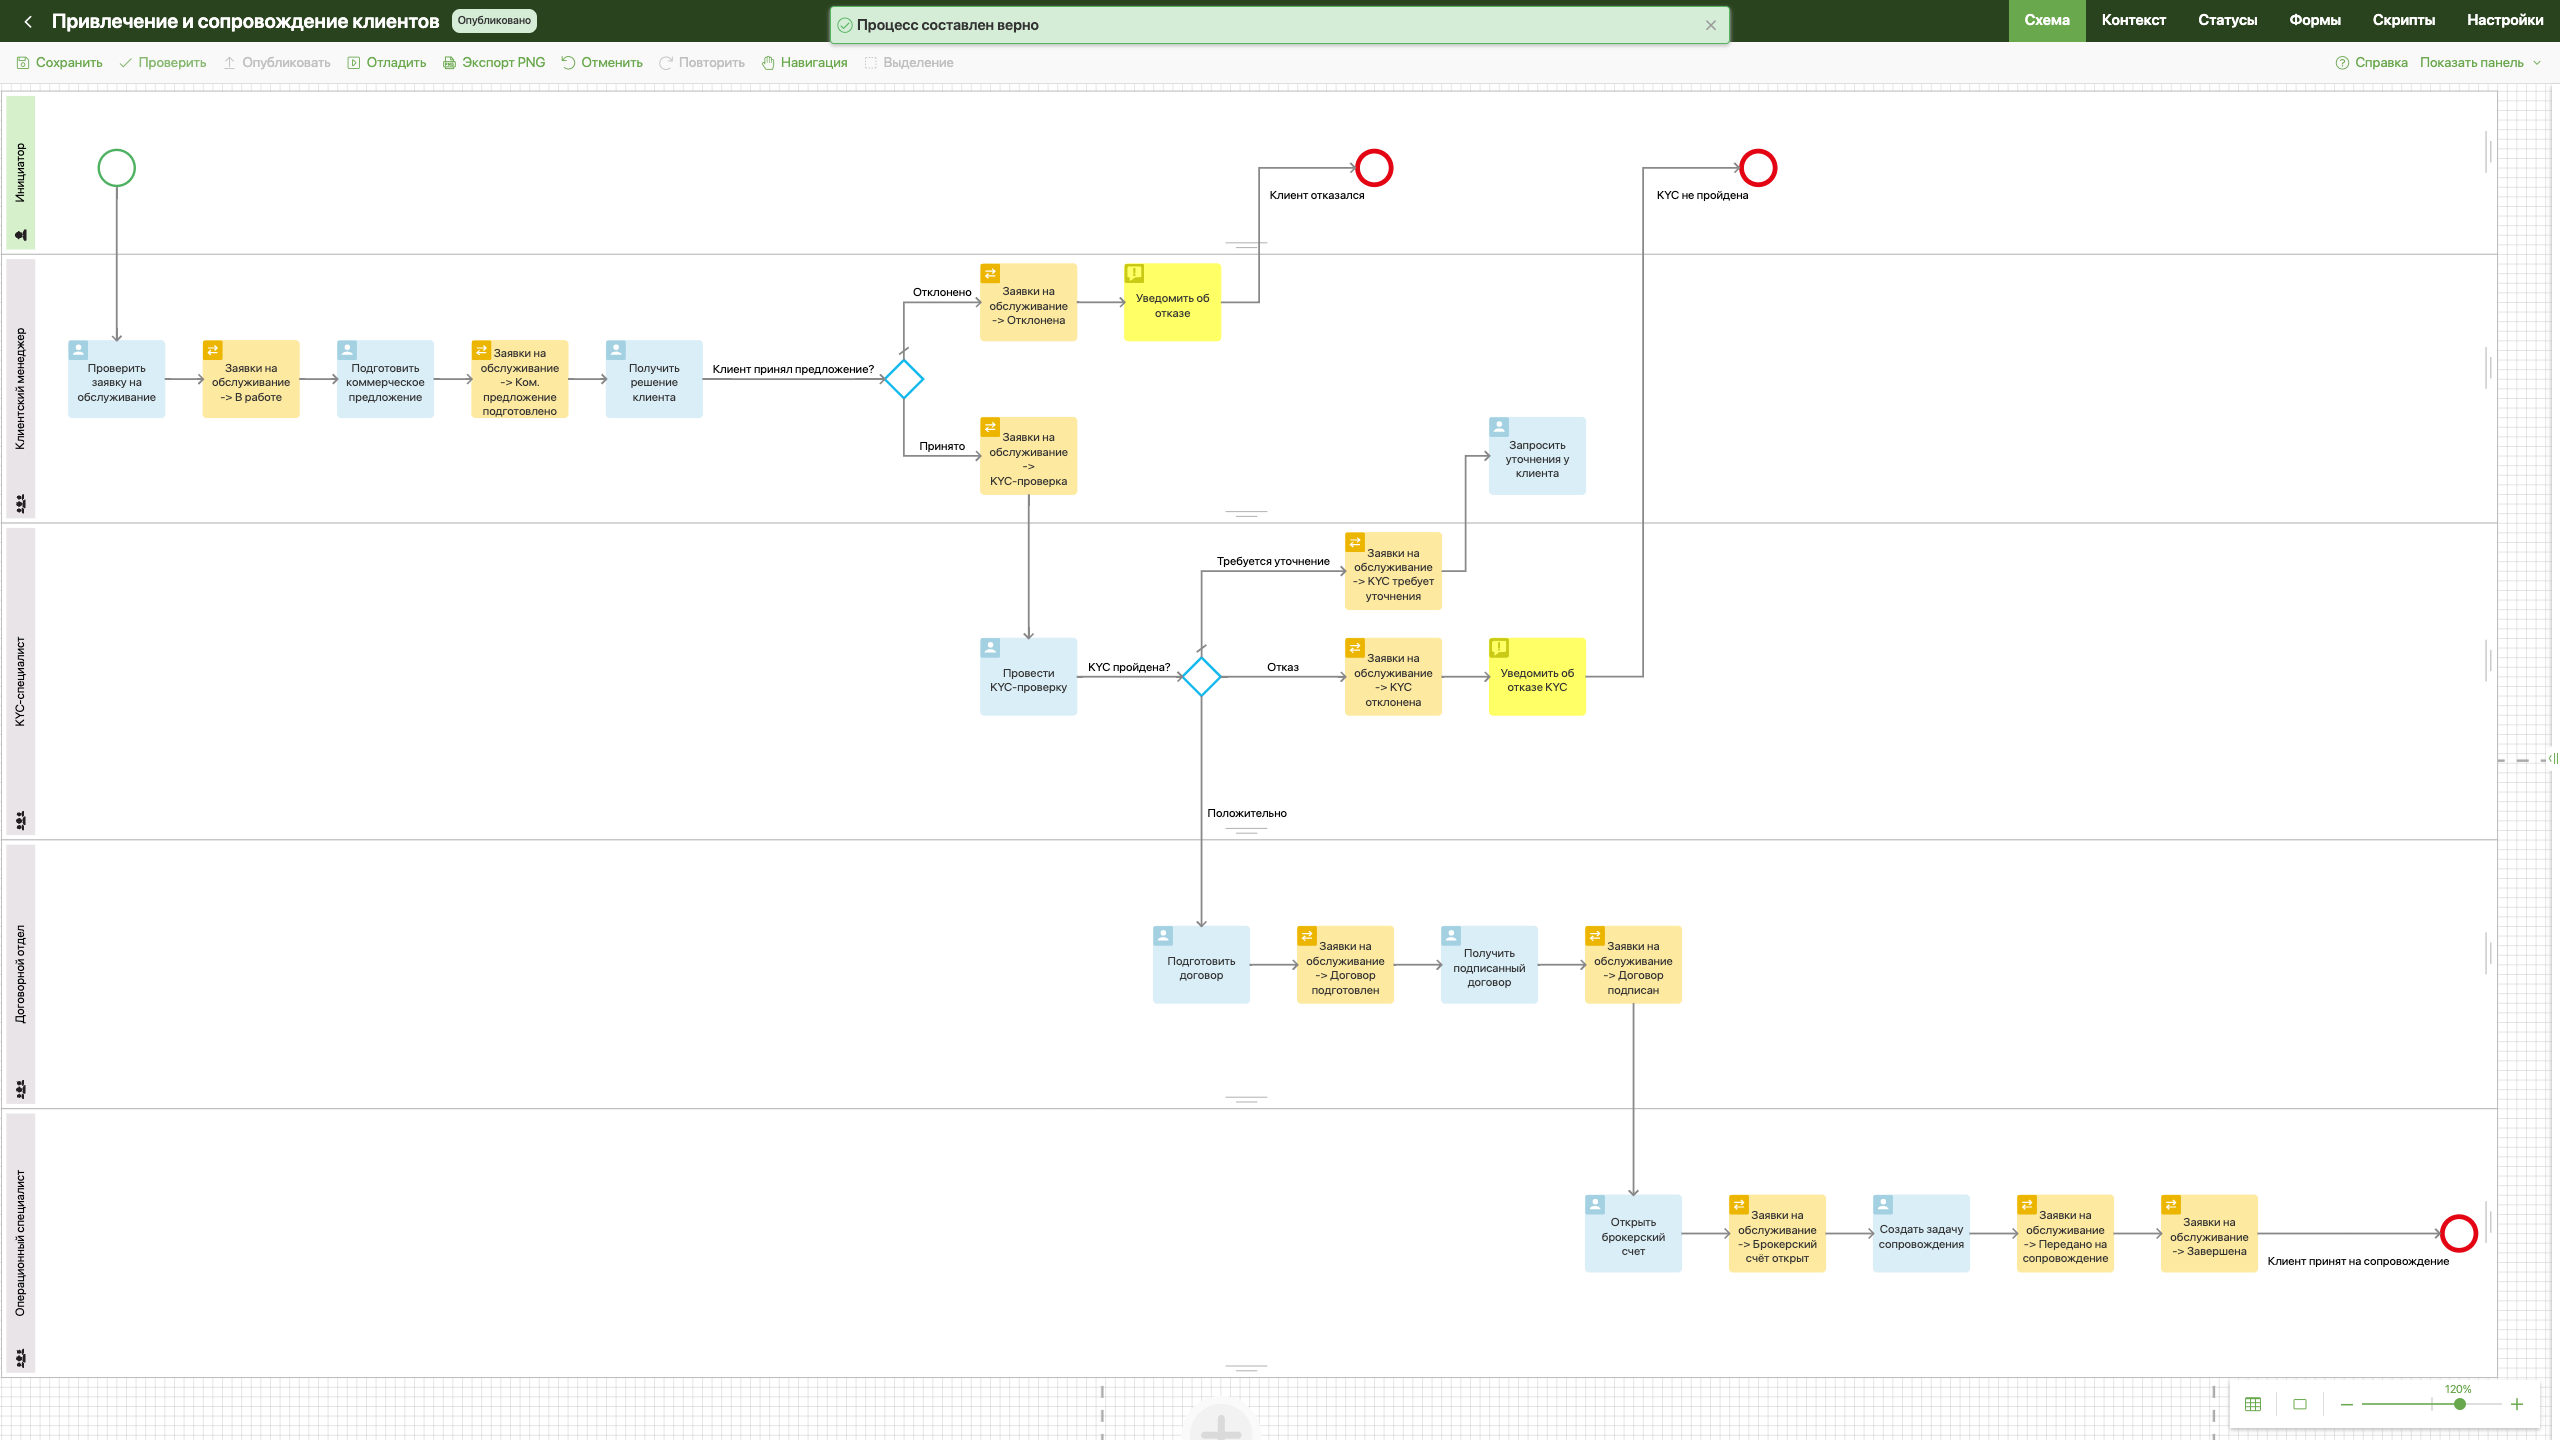 Привлечение и сопровождение клиентов
Опубликовано
Процесс составлен верно
Схема
Контекст
Статусы
Формы
Скрипты
Настройки
Сохранить
Проверить
Опубликовать
Отладить
Экспорт PNG
Отменить
Повторить
Навигация
Выделение
Справка
Показать панель
Инициатор
Клиент отказался
KYC не пройдена
Клиентский менеджер
Проверить
заявку на
обслуживание
Заявки на
обслуживание
-> В работе
Подготовить
коммерческое
предложение
Заявки на
обслуживание
-> Ком.
предложение
подготовлено
Получить
решение
клиента
Клиент принял предложение?
Отклонено
Заявки на
обслуживание
-> Отклонена
Уведомить об
отказе
Принято
Заявки на
обслуживание
->
KYC-проверка
Запросить
уточнения у
клиента
KYC-специалист
Провести
KYC-проверку
KYC пройдена?
Требуется уточнение
Заявки на
обслуживание
-> KYC требует
уточнения
Отказ
Заявки на
обслуживание
-> KYC
отклонена
Уведомить об
отказе KYC
Положительно
Договорной отдел
Подготовить
договор
Заявки на
обслуживание
-> Договор
подготовлен
Получить
подписанный
договор
Заявки на
обслуживание
-> Договор
подписан
Операционный специалист
Открыть
брокерский
счет
Заявки на
обслуживание
-> Брокерский
счёт открыт
Создать задачу
сопровождения
Заявки на
обслуживание
-> Передано на
сопровождение
Заявки на
обслуживание
-> Завершена
Клиент принят на сопровождение
120%